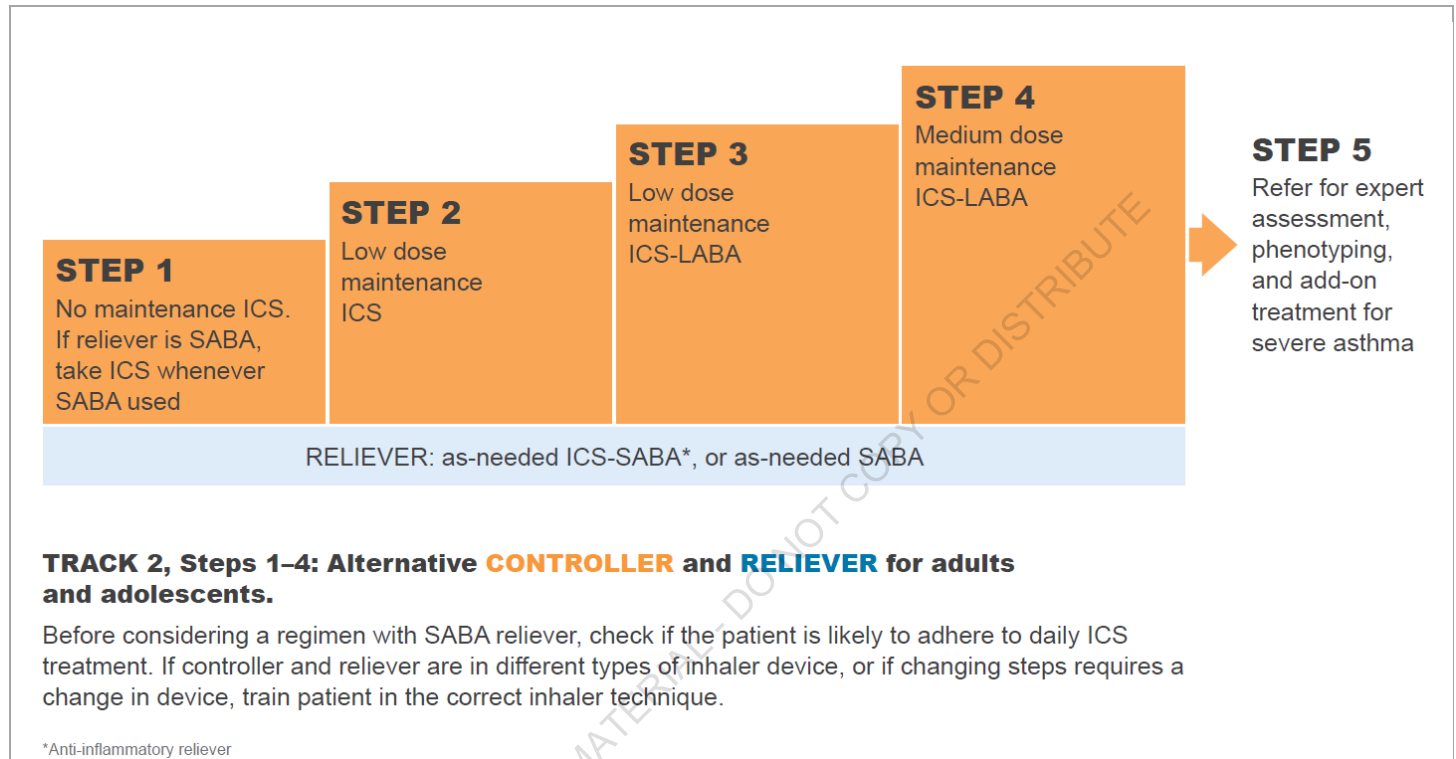 STEP 1
No maintenance ICS.
If reliever is SABA,
take ICS whenever
SABA used
STEP 2
Low dose
maintenance
ICS
STEP 3
Low dose
maintenance
ICS-LABA
STEP 4
Medium dose
maintenance
ICS-LABA
STEP 5
Refer for expert
assessment,
phenotyping,
and add-on
treatment for
severe asthma
RELIEVER: as-needed ICS-SABA*, or as-needed SABA
TRACK 2, Steps 1–4: Alternative CONTROLLER and RELIEVER for adults
and adolescents.
Before considering a regimen with SABA reliever, check if the patient is likely to adhere to daily ICS
treatment. If controller and reliever are in different types of inhaler device, or if changing steps requires a
change in device, train patient in the correct inhaler technique.
*Anti-inflammatory reliever
MATERIAL - DO NOT COPY OR DISTRIBUTE